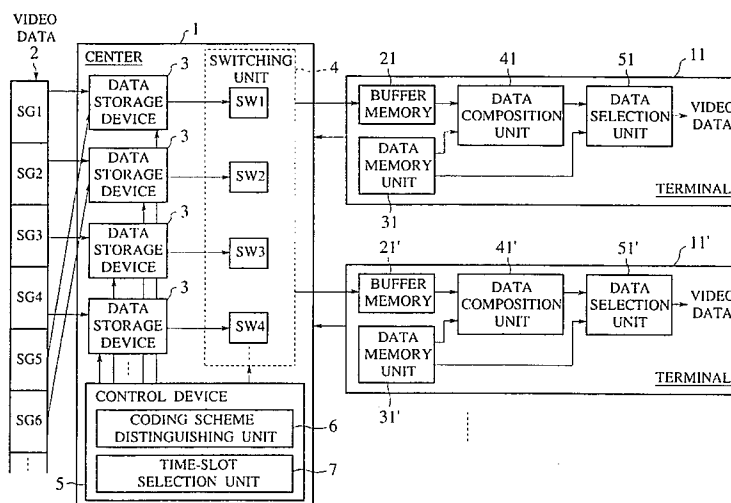 VIDEO
DATA
2
SG1
SG2
SG3
SG4
SG5
SG6
1
CENTER
3
DATA
STORAGE
DEVICE
3
DATA
STORAGE
DEVICE
3
DATA
STORAGE
DEVICE
3
DATA
STORAGE
DEVICE
SWITCHING
UNIT
4
SW1
SW2
SW3
SW4
CONTROL DEVICE
CODING SCHEME
DISTINGUISHING UNIT
6
TIME-SLOT
SELECTION UNIT
7
5
21
41
51
11
BUFFER
MEMORY
DATA
COMPOSITION
UNIT
DATA
SELECTION
UNIT
VIDEO
DATA
DATA
MEMORY
UNIT
31
TERMINAL
21'
41'
51'
11'
BUFFER
MEMORY
DATA
COMPOSITION
UNIT
DATA
SELECTION
UNIT
VIDEO
DATA
DATA
MEMORY
UNIT
31'
TERMINAL